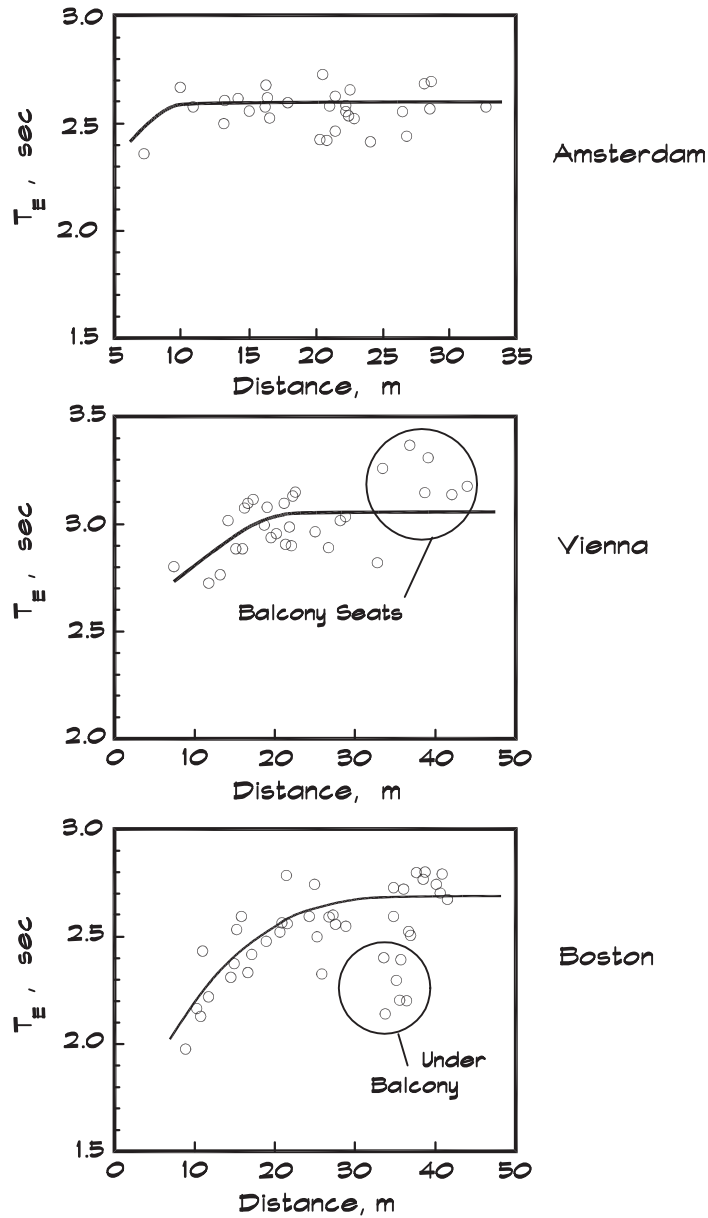 3.0
2.5
2.0
1.5
T_E , sec
5 10 15 20 25 30 35
Distance, m
Amsterdam
3.5
3.0
2.5
2.0
T_E , sec
Balcony Seats
0 10 20 30 40 50
Distance, m
Vienna
3.0
2.5
2.0
1.5
T_E , sec
Under
Balcony
0 10 20 30 40 50
Distance, m
Boston